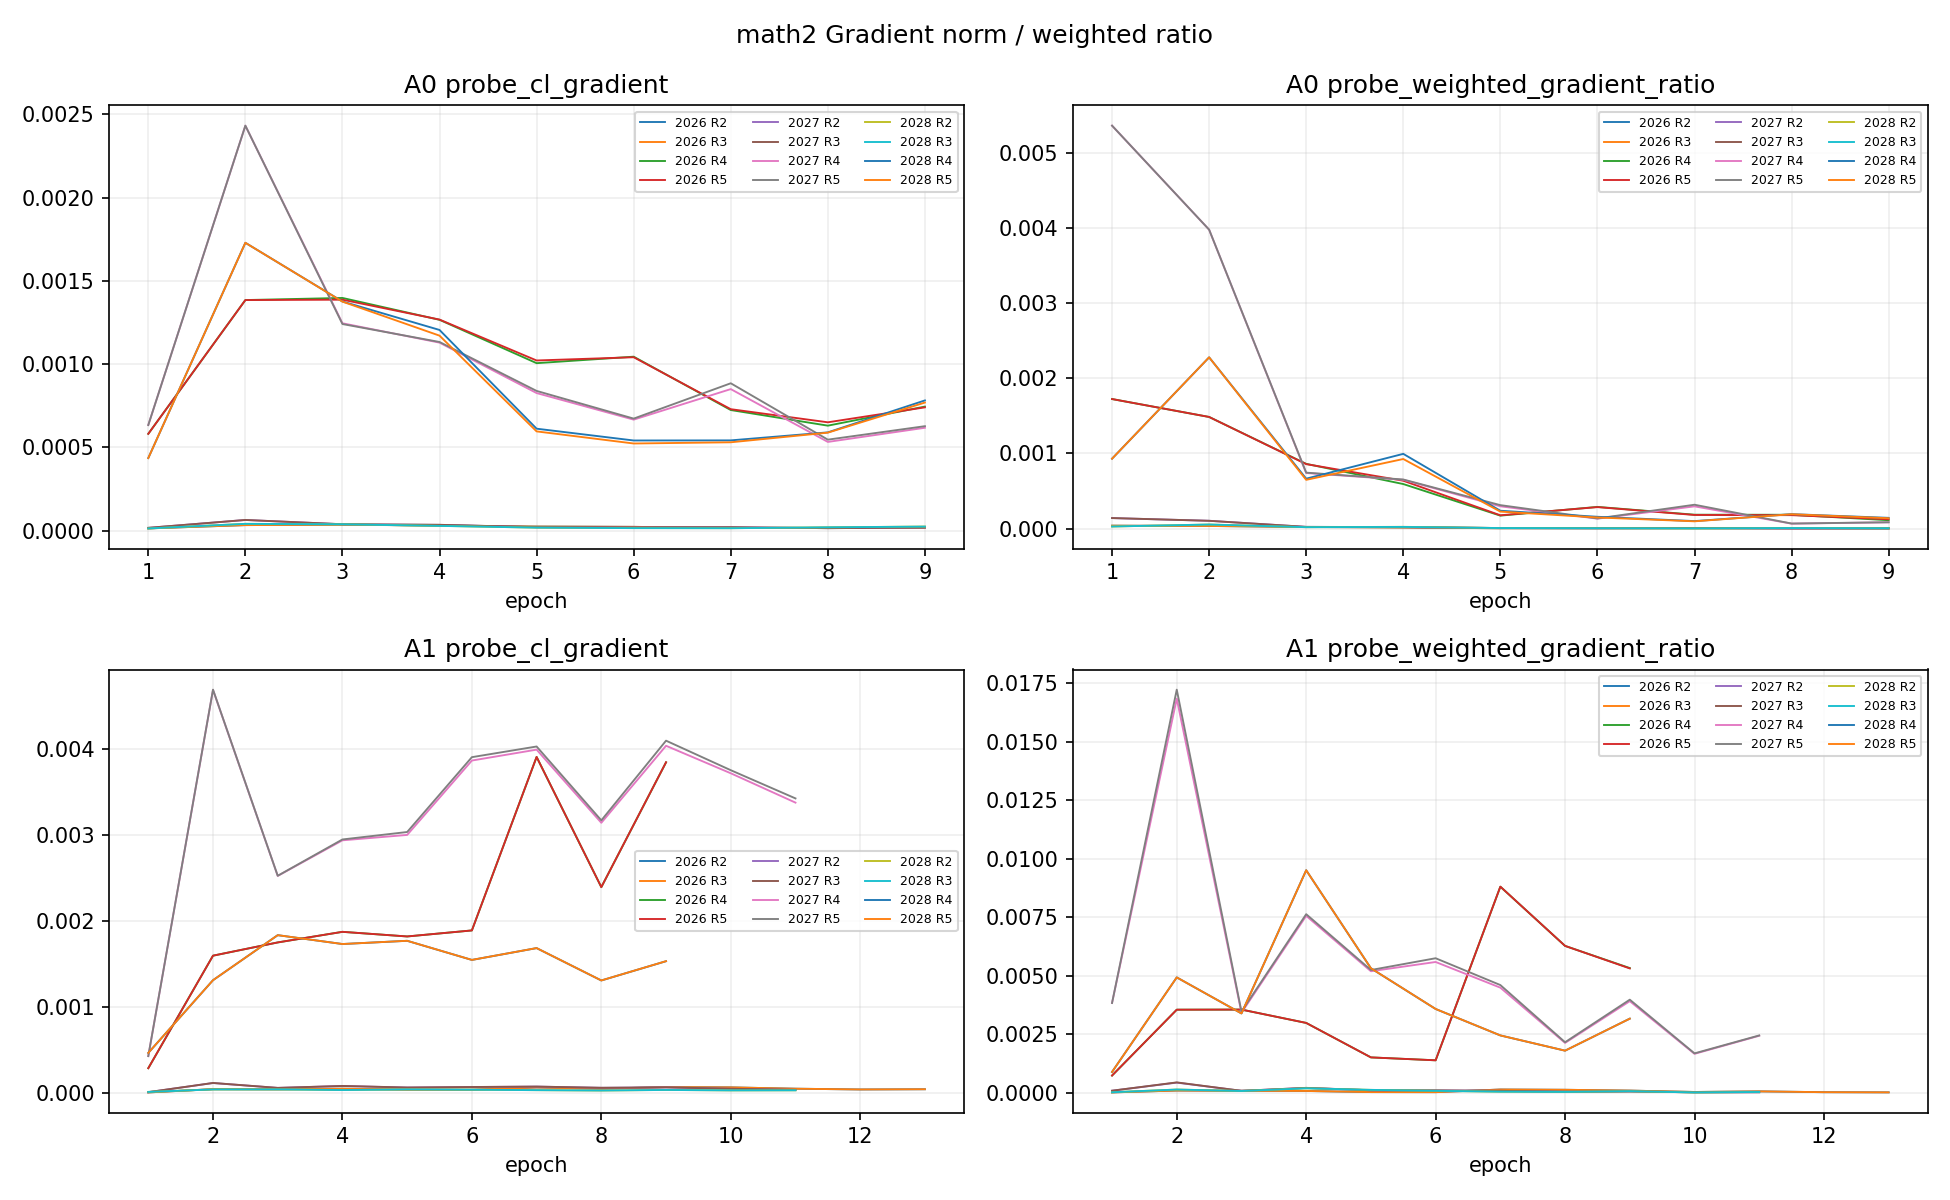 math2 Gradient norm / weighted ratio
A0 probe_cl_gradient
0.0025
0.0020
0.0015
0.0010
0.0005
0.0000
2026 R2 2027 R2 2028 R2
2026 R3 2027 R3 2028 R3
2026 R4 2027 R4 2028 R4
2026 R5 2027 R5 2028 R5
1 2 3 4 5 6 7 8 9
epoch
A0 probe_weighted_gradient_ratio
0.005
0.004
0.003
0.002
0.001
0.000
2026 R2 2027 R2 2028 R2
2026 R3 2027 R3 2028 R3
2026 R4 2027 R4 2028 R4
2026 R5 2027 R5 2028 R5
1 2 3 4 5 6 7 8 9
epoch
A1 probe_cl_gradient
0.004
0.003
0.002
0.001
0.000
2026 R2 2027 R2 2028 R2
2026 R3 2027 R3 2028 R3
2026 R4 2027 R4 2028 R4
2026 R5 2027 R5 2028 R5
2 4 6 8 10 12
epoch
A1 probe_weighted_gradient_ratio
0.0175
0.0150
0.0125
0.0100
0.0075
0.0050
0.0025
0.0000
2026 R2 2027 R2 2028 R2
2026 R3 2027 R3 2028 R3
2026 R4 2027 R4 2028 R4
2026 R5 2027 R5 2028 R5
2 4 6 8 10 12
epoch